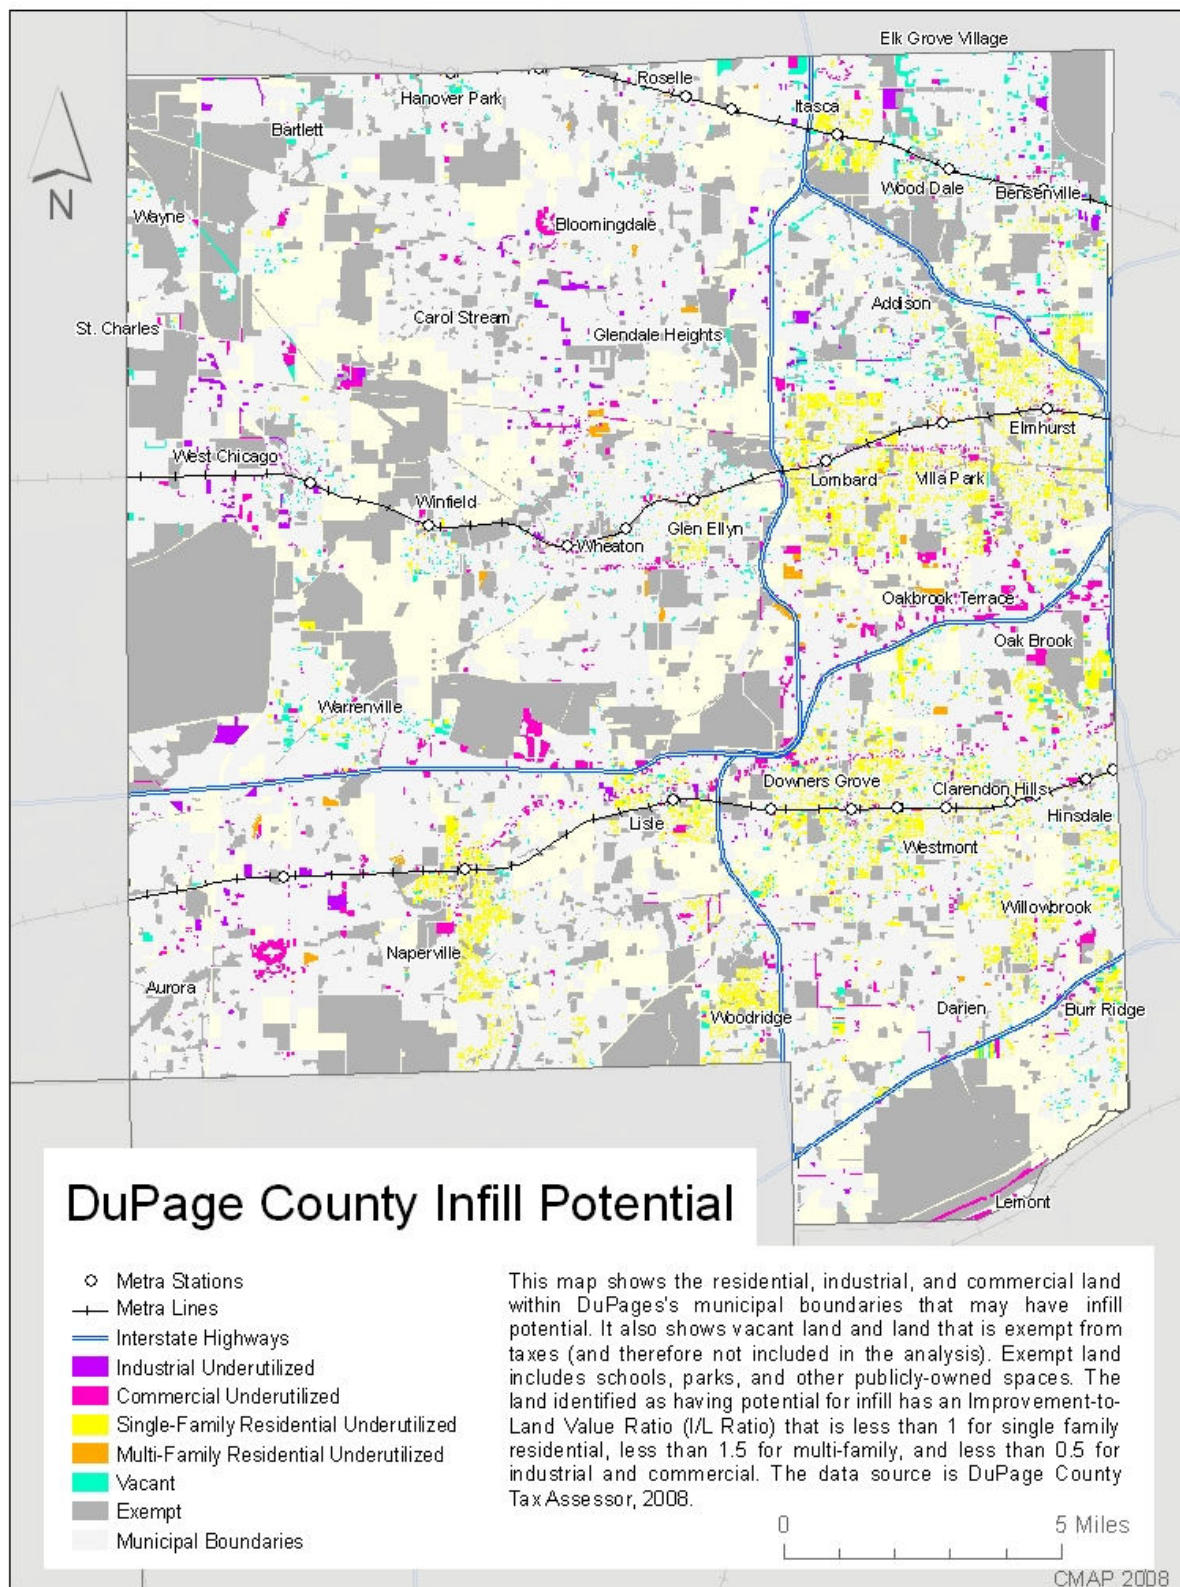 Elk Grove Village
Roselle
Hanover Park
Itasca
Bartlett
Wood Dale
Bensenville
Wayne
Bloomingdale
Addison
Carol Stream
St. Charles
Glendale Heights
Elmhurst
West Chicago
Lombard
Villa Park
Winfield
Glen Ellyn
Wheaton
Oakbrook Terrace
Oak Brook
Warrenville
Downers Grove
Clarendon Hills
Lisle
Hinsdale
Westmont
Willowbrook
Naperville
Aurora
Woodridge
Darien
Burr Ridge
Lemont
N
DuPage County Infill Potential
Metra Stations
Metra Lines
Interstate Highways
Industrial Underutilized
Commercial Underutilized
Single-Family Residential Underutilized
Multi-Family Residential Underutilized
Vacant
Exempt
Municipal Boundaries
This map shows the residential, industrial, and commercial land
within DuPages's municipal boundaries that may have infill
potential. It also shows vacant land and land that is exempt from
taxes (and therefore not included in the analysis). Exempt land
includes schools, parks, and other publicly-owned spaces. The
land identified as having potential for infill has an Improvement-to-
Land Value Ratio (I/L Ratio) that is less than 1 for single family
residential, less than 1.5 for multi-family, and less than 0.5 for
industrial and commercial. The data source is DuPage County
Tax Assessor, 2008.
0 5 Miles
CMAP 2008